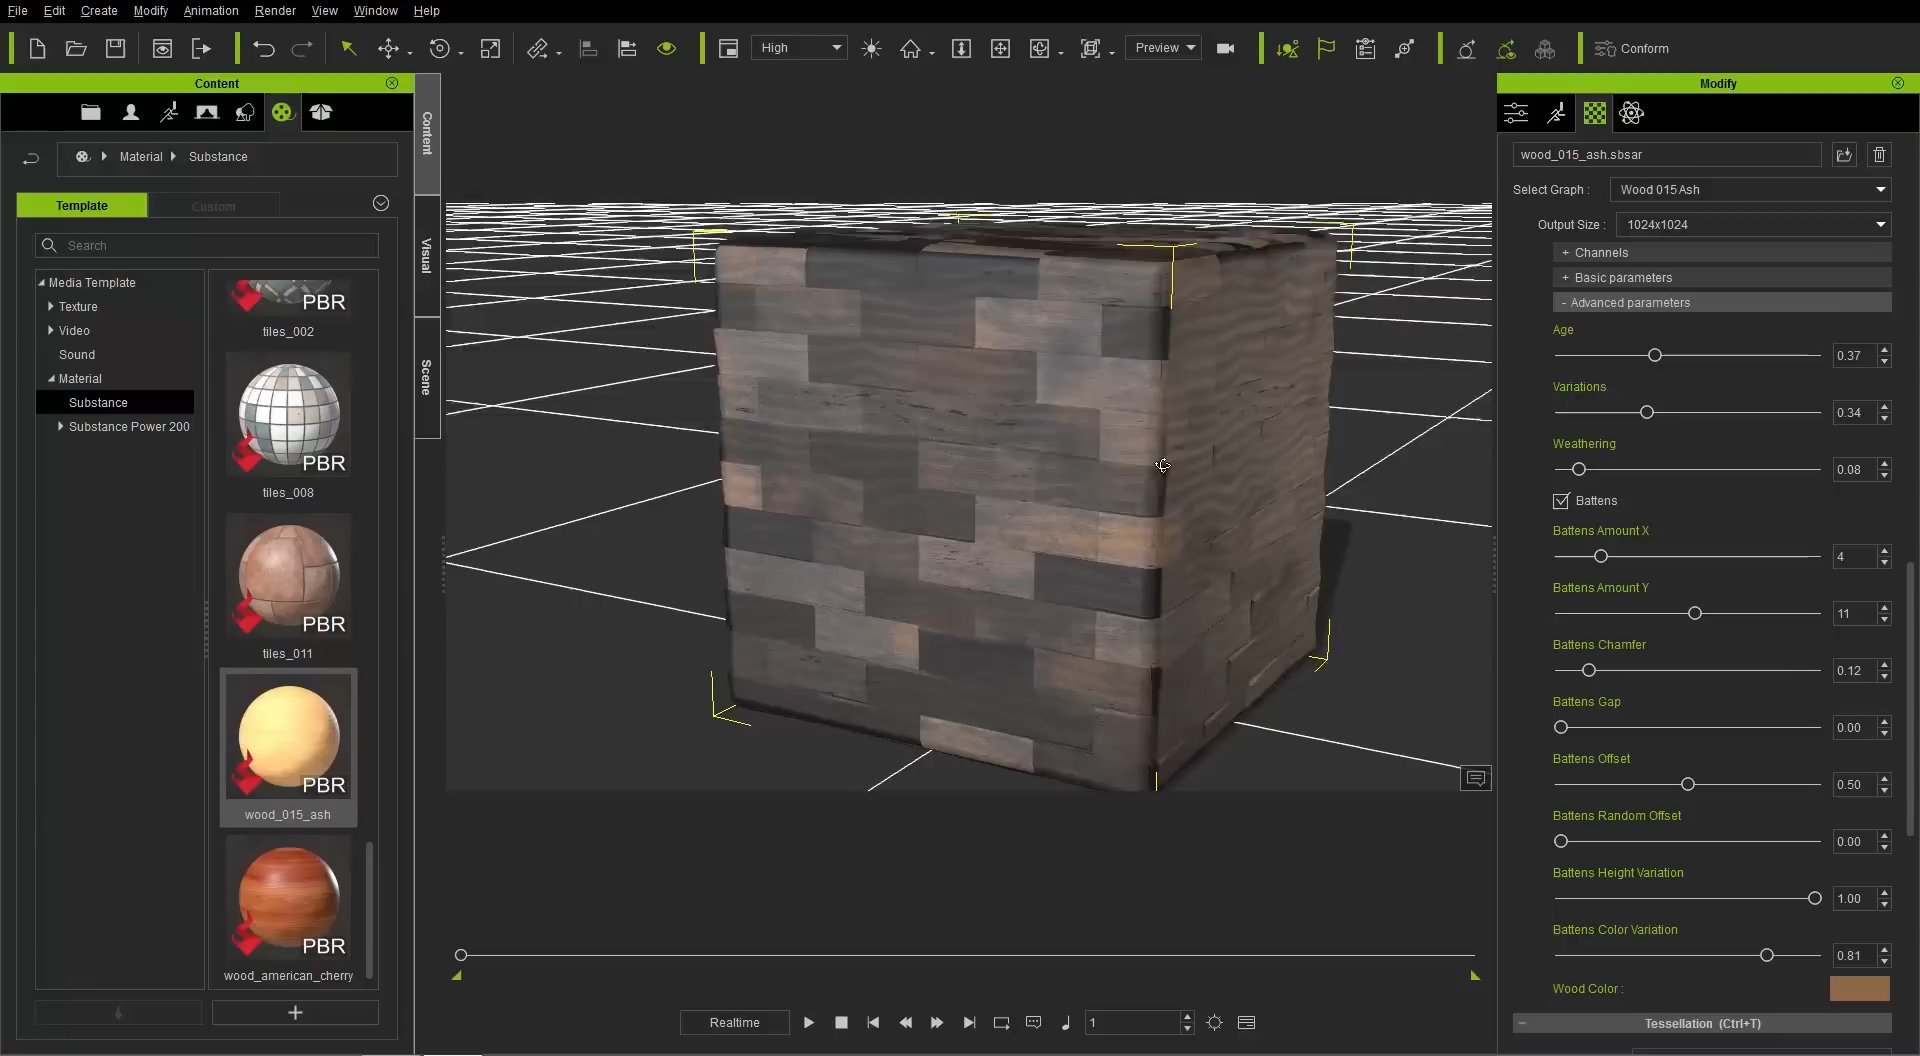 File Edit Create Modify Animation Render View Window Help
High
Preview
Conform
Content
Material
Substance
Template
Custom
Search
Media Template
Texture
Video
Sound
Material
Substance
Substance Power 200
PBR
tiles_002
PBR
tiles_008
PBR
tiles_011
PBR
wood_015_ash
PBR
wood_american_cherry
Content
Visual
Scene
Realtime
1
Modify
wood_015_ash.sbsar
Select Graph : Wood 015 Ash
Output Size : 1024x1024
+ Channels
+ Basic parameters
- Advanced parameters
Age
0.37
Variations
0.34
Weathering
0.08
Battens
Battens Amount X
4
Battens Amount Y
11
Battens Chamfer
0.12
Battens Gap
0.00
Battens Offset
0.50
Battens Random Offset
0.00
Battens Height Variation
1.00
Battens Color Variation
0.81
Wood Color :
Tessellation (Ctrl+T)